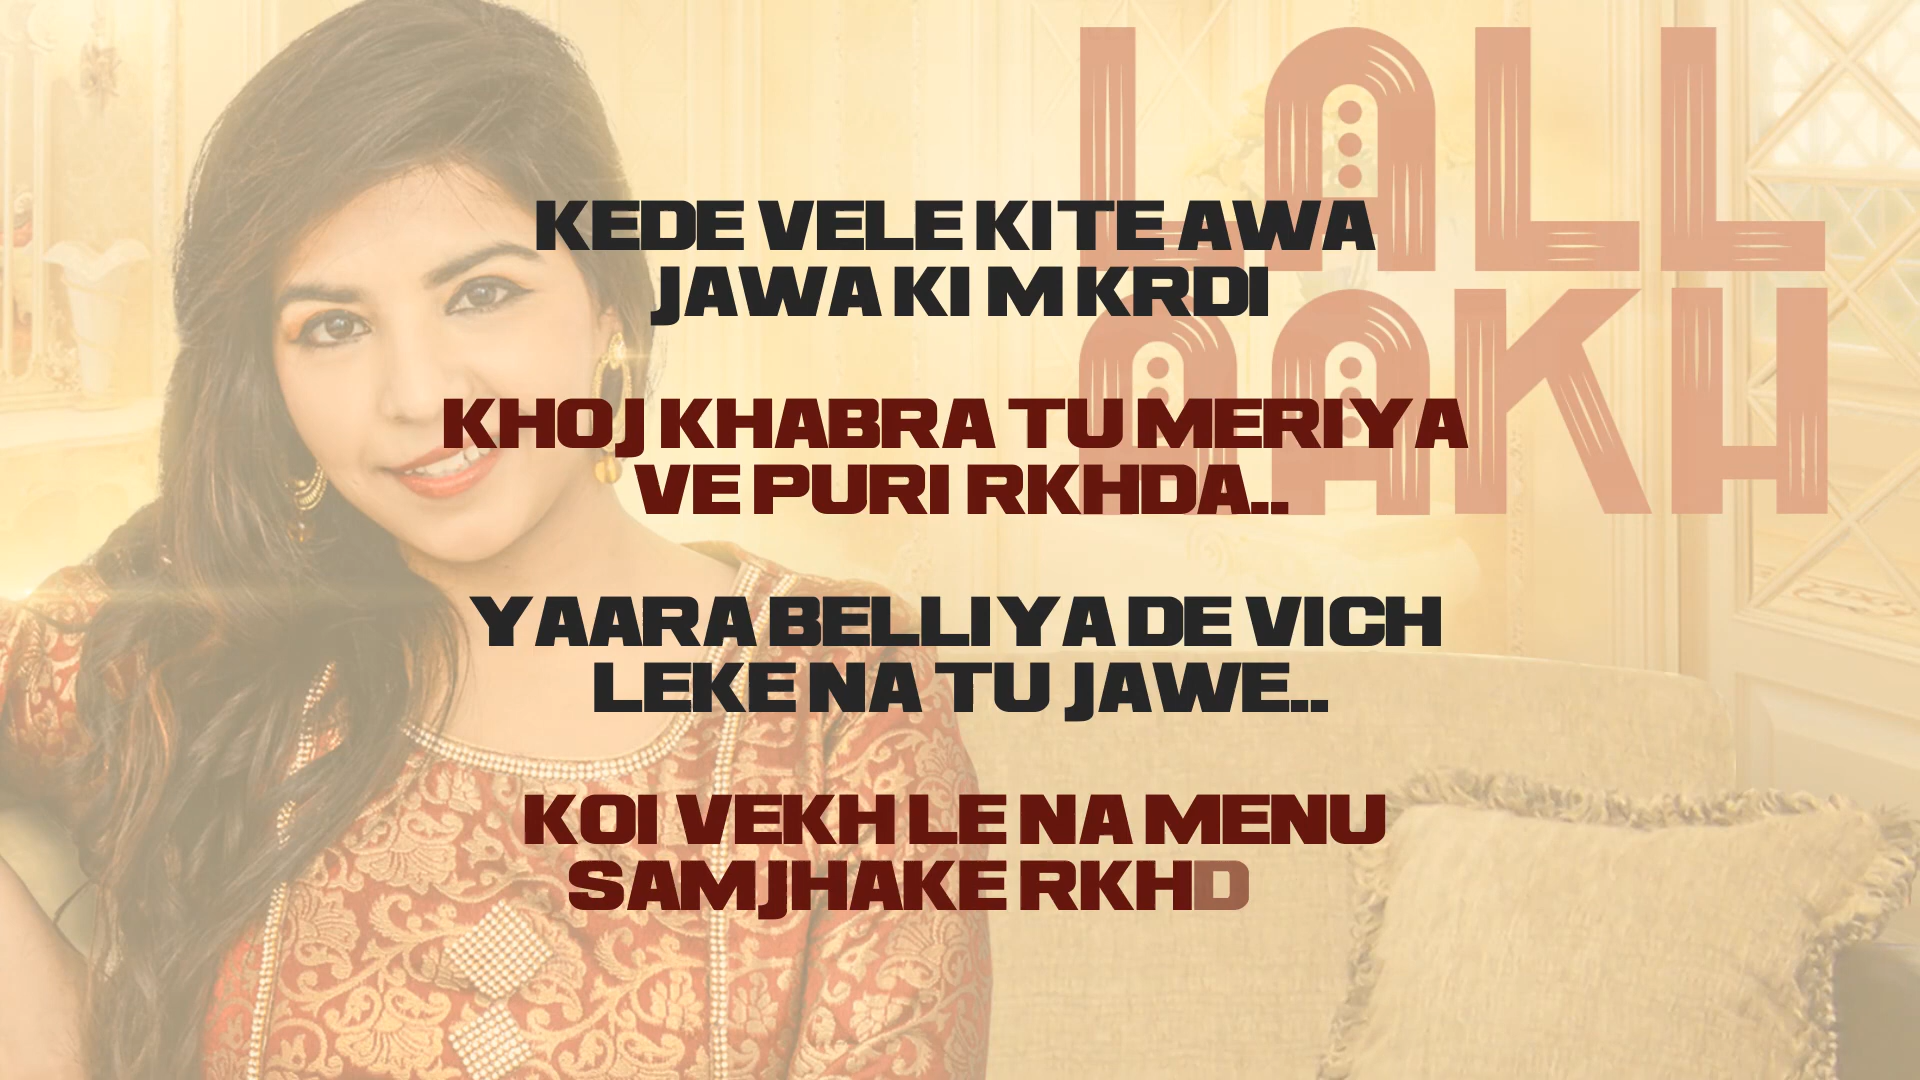 LALL
AAKH
KEDE VELE KITE AWA
JAWA KI M KRDI
KHOJ KHABRA TU MERIYA
VE PURI RKHDA..
YAARA BELLIYA DE VICH
LEKE NA TU JAWE..
KOI VEKH LE NA MENU
SAMJHAKE RKHD